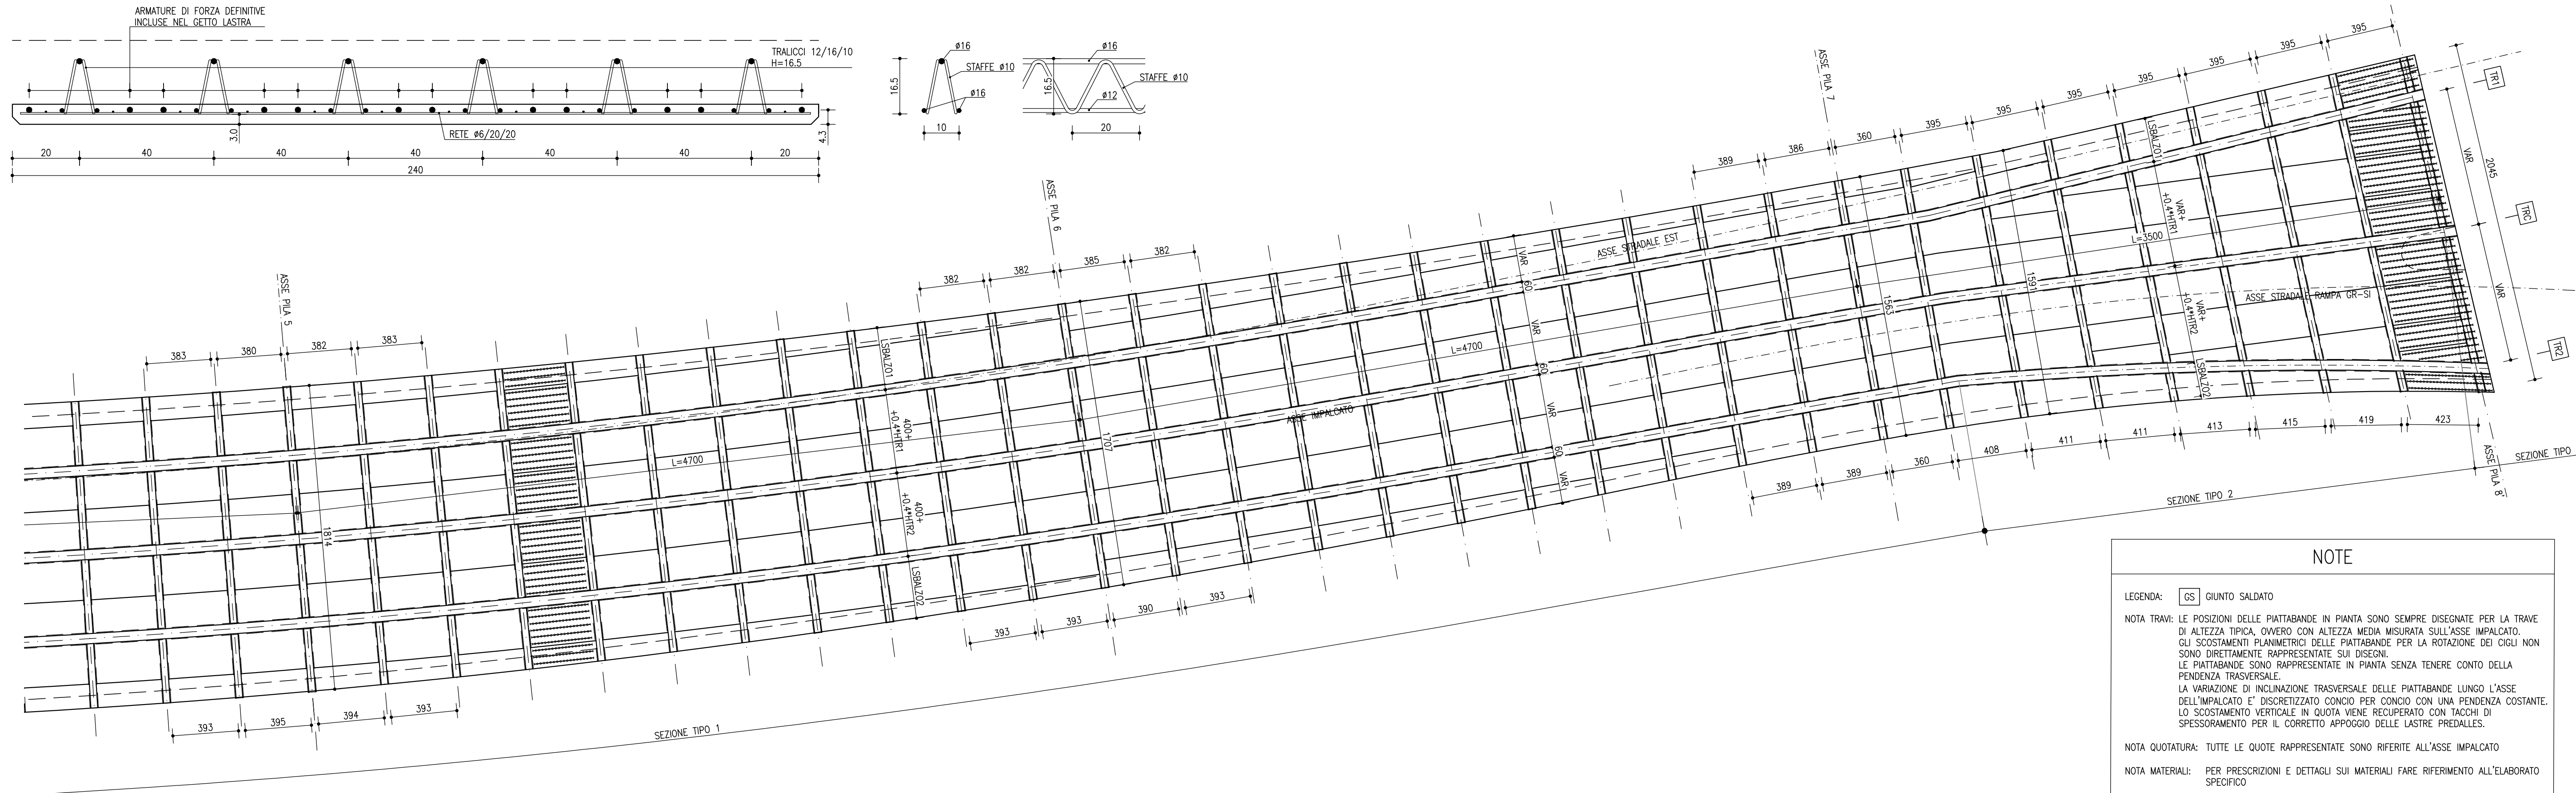 ARMATURE DI FORZA DEFINITIVE
INCLUSE NEL GETTO LASTRA
TRALICCI 12/16/10
H=16.5
3.0
RETE Ø6/20/20
4.3
20
40
40
40
40
40
20
240
16.5
Ø16
STAFFE Ø10
Ø16
10
16.5
Ø16
STAFFE Ø10
Ø12
20
ASSE PILA 5
ASSE PILA 6
ASSE PILA 7
ASSE PILA 8'
383
380
382
383
382
382
385
382
389
386
360
395
395
395
395
395
395
395
393
395
394
393
393
393
390
393
389
389
360
408
411
411
413
415
419
423
1814
1707
1563
1591
2045
VAR
VAR
TR1
TRC
TR2
L=4700
L=4700
L=3500
LSBALZO1
400+
+0.4*HTR1
400+
+0.4*HTR2
LSBALZO2
VAR
60
VAR
60
VAR
60
VAR
LSBALZO1
VAR+
+0.4*HTR1
VAR+
+0.4*HTR2
LSBALZO2
ASSE STRADALE EST
ASSE IMPALCATO
ASSE STRADALE RAMPA GR-SI
SEZIONE TIPO 1
SEZIONE TIPO 2
SEZIONE TIPO
NOTE
LEGENDA: GS GIUNTO SALDATO
NOTA TRAVI: LE POSIZIONI DELLE PIATTABANDE IN PIANTA SONO SEMPRE DISEGNATE PER LA TRAVE
DI ALTEZZA TIPICA, OVVERO CON ALTEZZA MEDIA MISURATA SULL'ASSE IMPALCATO.
GLI SCOSTAMENTI PLANIMETRICI DELLE PIATTABANDE PER LA ROTAZIONE DEI CIGLI NON
SONO DIRETTAMENTE RAPPRESENTATE SUI DISEGNI.
LE PIATTABANDE SONO RAPPRESENTATE IN PIANTA SENZA TENERE CONTO DELLA
PENDENZA TRASVERSALE.
LA VARIAZIONE DI INCLINAZIONE TRASVERSALE DELLE PIATTABANDE LUNGO L'ASSE
DELL'IMPALCATO E' DISCRETIZZATO CONCIO PER CONCIO CON UNA PENDENZA COSTANTE.
LO SCOSTAMENTO VERTICALE IN QUOTA VIENE RECUPERATO CON TACCHI DI
SPESSORAMENTO PER IL CORRETTO APPOGGIO DELLE LASTRE PREDALLES.
NOTA QUOTATURA: TUTTE LE QUOTE RAPPRESENTATE SONO RIFERITE ALL'ASSE IMPALCATO
NOTA MATERIALI: PER PRESCRIZIONI E DETTAGLI SUI MATERIALI FARE RIFERIMENTO ALL'ELABORATO
SPECIFICO